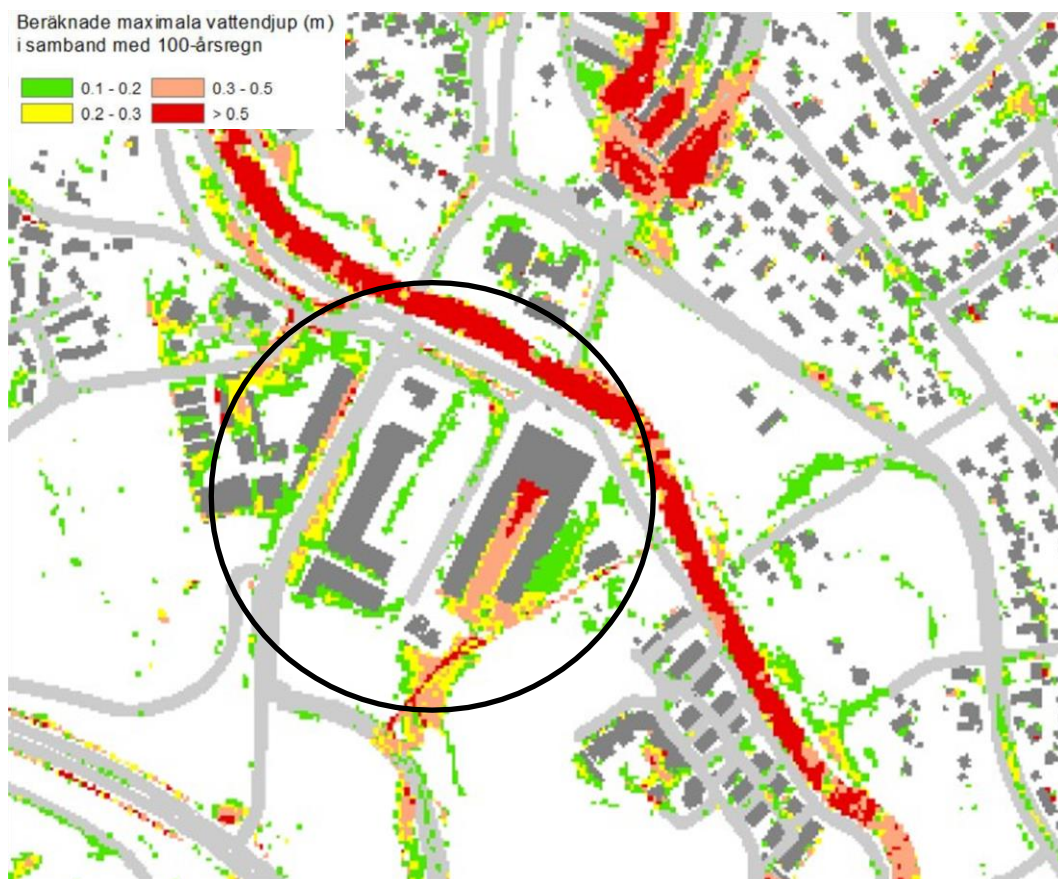 Beräknade maximala vattendjup (m)
i samband med 100-årsregn
0.1 - 0.2 0.3 - 0.5
0.2 - 0.3 > 0.5